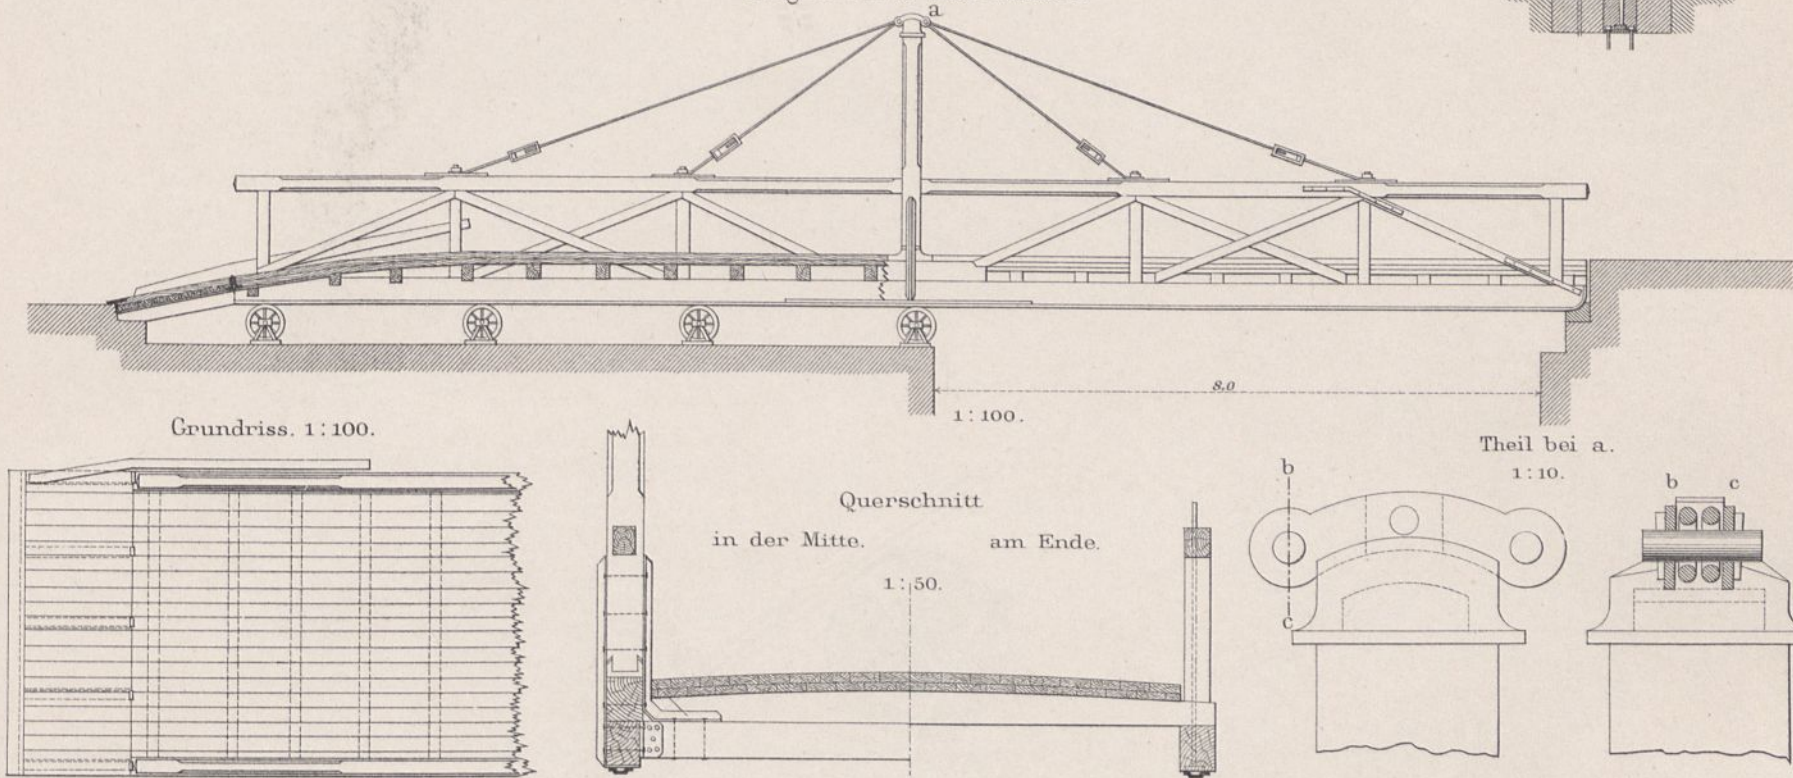 a
8,0
1:100.
Grundriss. 1:100.
Querschnitt
in der Mitte. am Ende.
1:50.
Theil bei a.
1:10.
b
c
b c